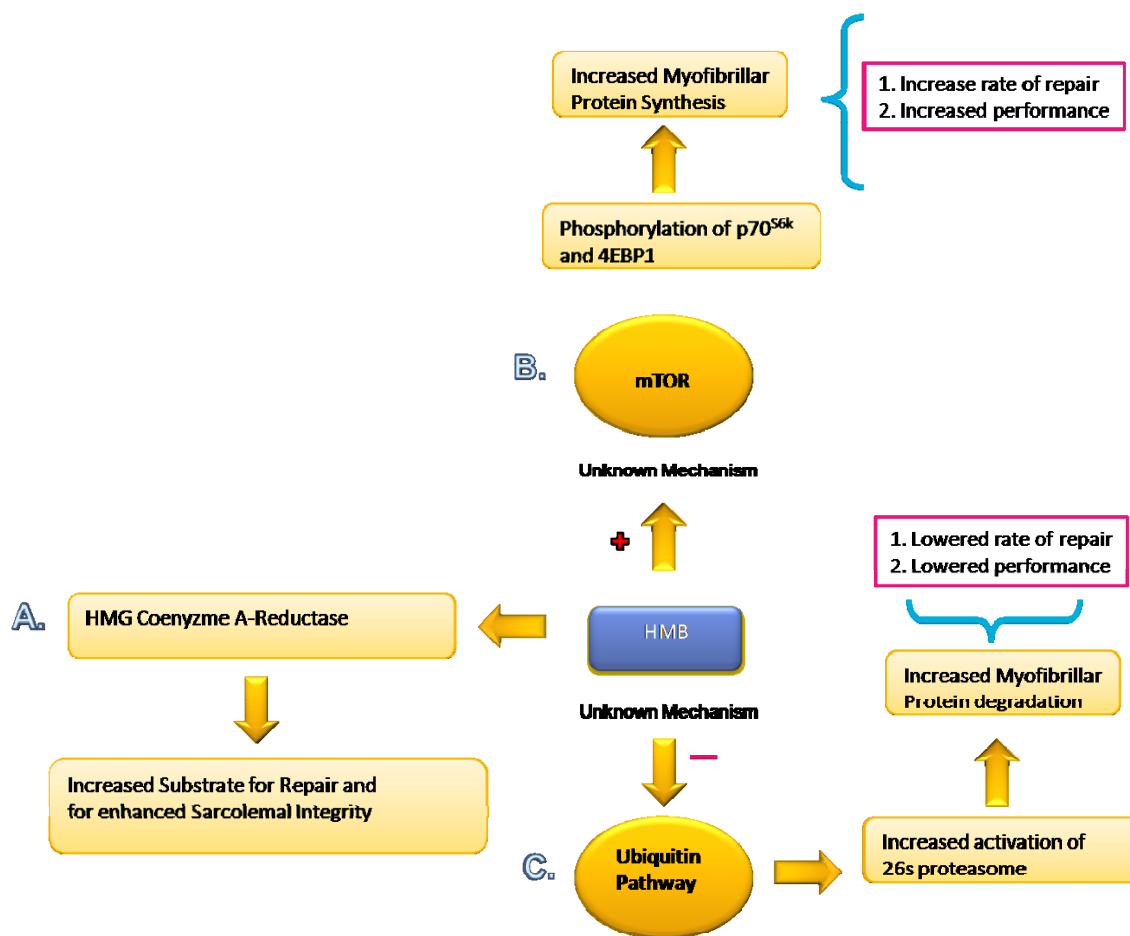 Increased Myofibrillar
Protein Synthesis
1. Increase rate of repair
2. Increased performance
Phosphorylation of p70S6k
and 4EBP1
B.
mTOR
Unknown Mechanism
+
1. Lowered rate of repair
2. Lowered performance
A.
HMG Coenyzme A-Reductase
HMB
Increased Myofibrillar
Protein degradation
Unknown Mechanism
—
Increased Substrate for Repair and
for enhanced Sarcolemal Integrity
C.
Ubiquitin
Pathway
Increased activation of
26s proteasome